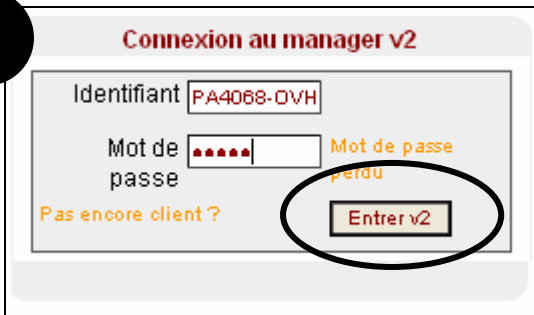 Connexion au manager v2
Identifiant PA4068-OVH
Mot de passe
Mot de passe perdu
Pas encore client ?
Entrer v2